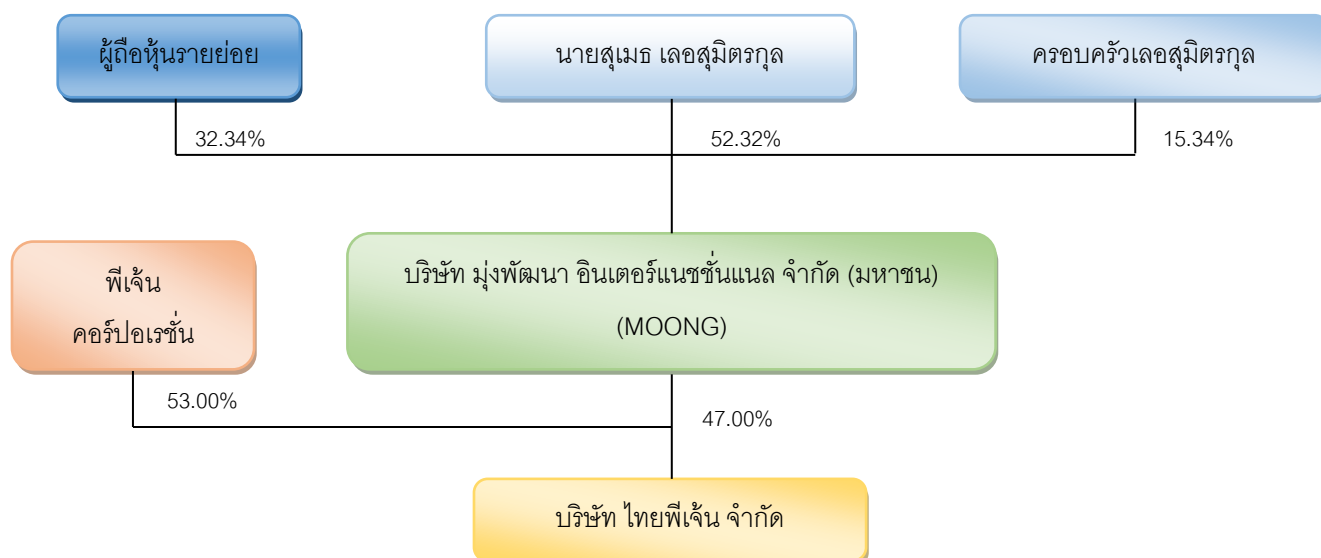 ผู้ถือหุ้นรายย่อย
นายสุเมธ เลอสุมิตรกุล
ครอบครัวเลอสุมิตรกุล
32.34%
52.32%
15.34%
พีเจ้น
คอร์ปอเรชั่น
บริษัท มุ่งพัฒนา อินเตอร์แนชชั่นแนล จำกัด (มหาชน)
(MOONG)
53.00%
47.00%
บริษัท ไทยพีเจ้น จำกัด